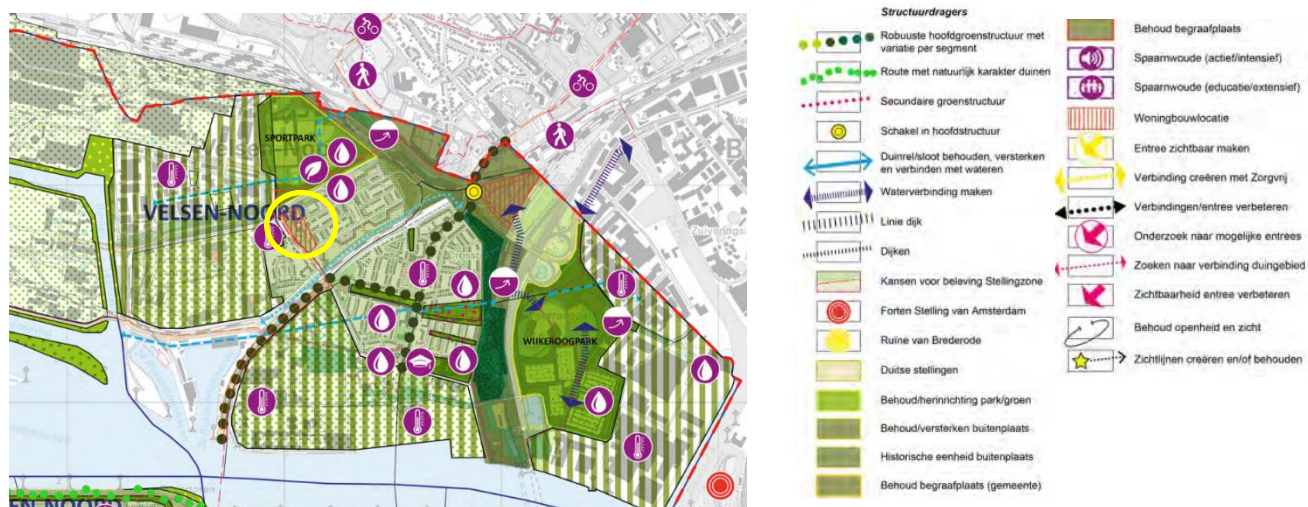 SPORTPARK
VELSEN-NOORD
WIJKEROOGPARK
Structuurdragers
Robuuste hoofdgroenstructuur met
variatie per segment
Route met natuurlijk karakter duinen
Secundaire groenstructuur
Schakel in hoofdstructuur
Duinrel/sloot behouden, versterken
en verbinden met wateren
Waterverbinding maken
Linie dijk
Dijken
Kansen voor beleving Stellingzone
Forten Stelling van Amsterdam
Ruïne van Brederode
Duitse stellingen
Behoud/herinrichting park/groen
Behoud/versterken buitenplaats
Historische eenheid buitenplaats
Behoud begraafplaats (gemeente)
Behoud begraafplaats
Spaarnwoude (actief/intensief)
Spaarnwoude (educatie/extensief)
Woningbouwlocatie
Entree zichtbaar maken
Verbinding creëren met Zorgvrij
Verbindingen/entree verbeteren
Onderzoek naar mogelijke entrees
Zoeken naar verbinding duingebied
Zichtbaarheid entree verbeteren
Behoud openheid en zicht
Zichtlijnen creëren en/of behouden